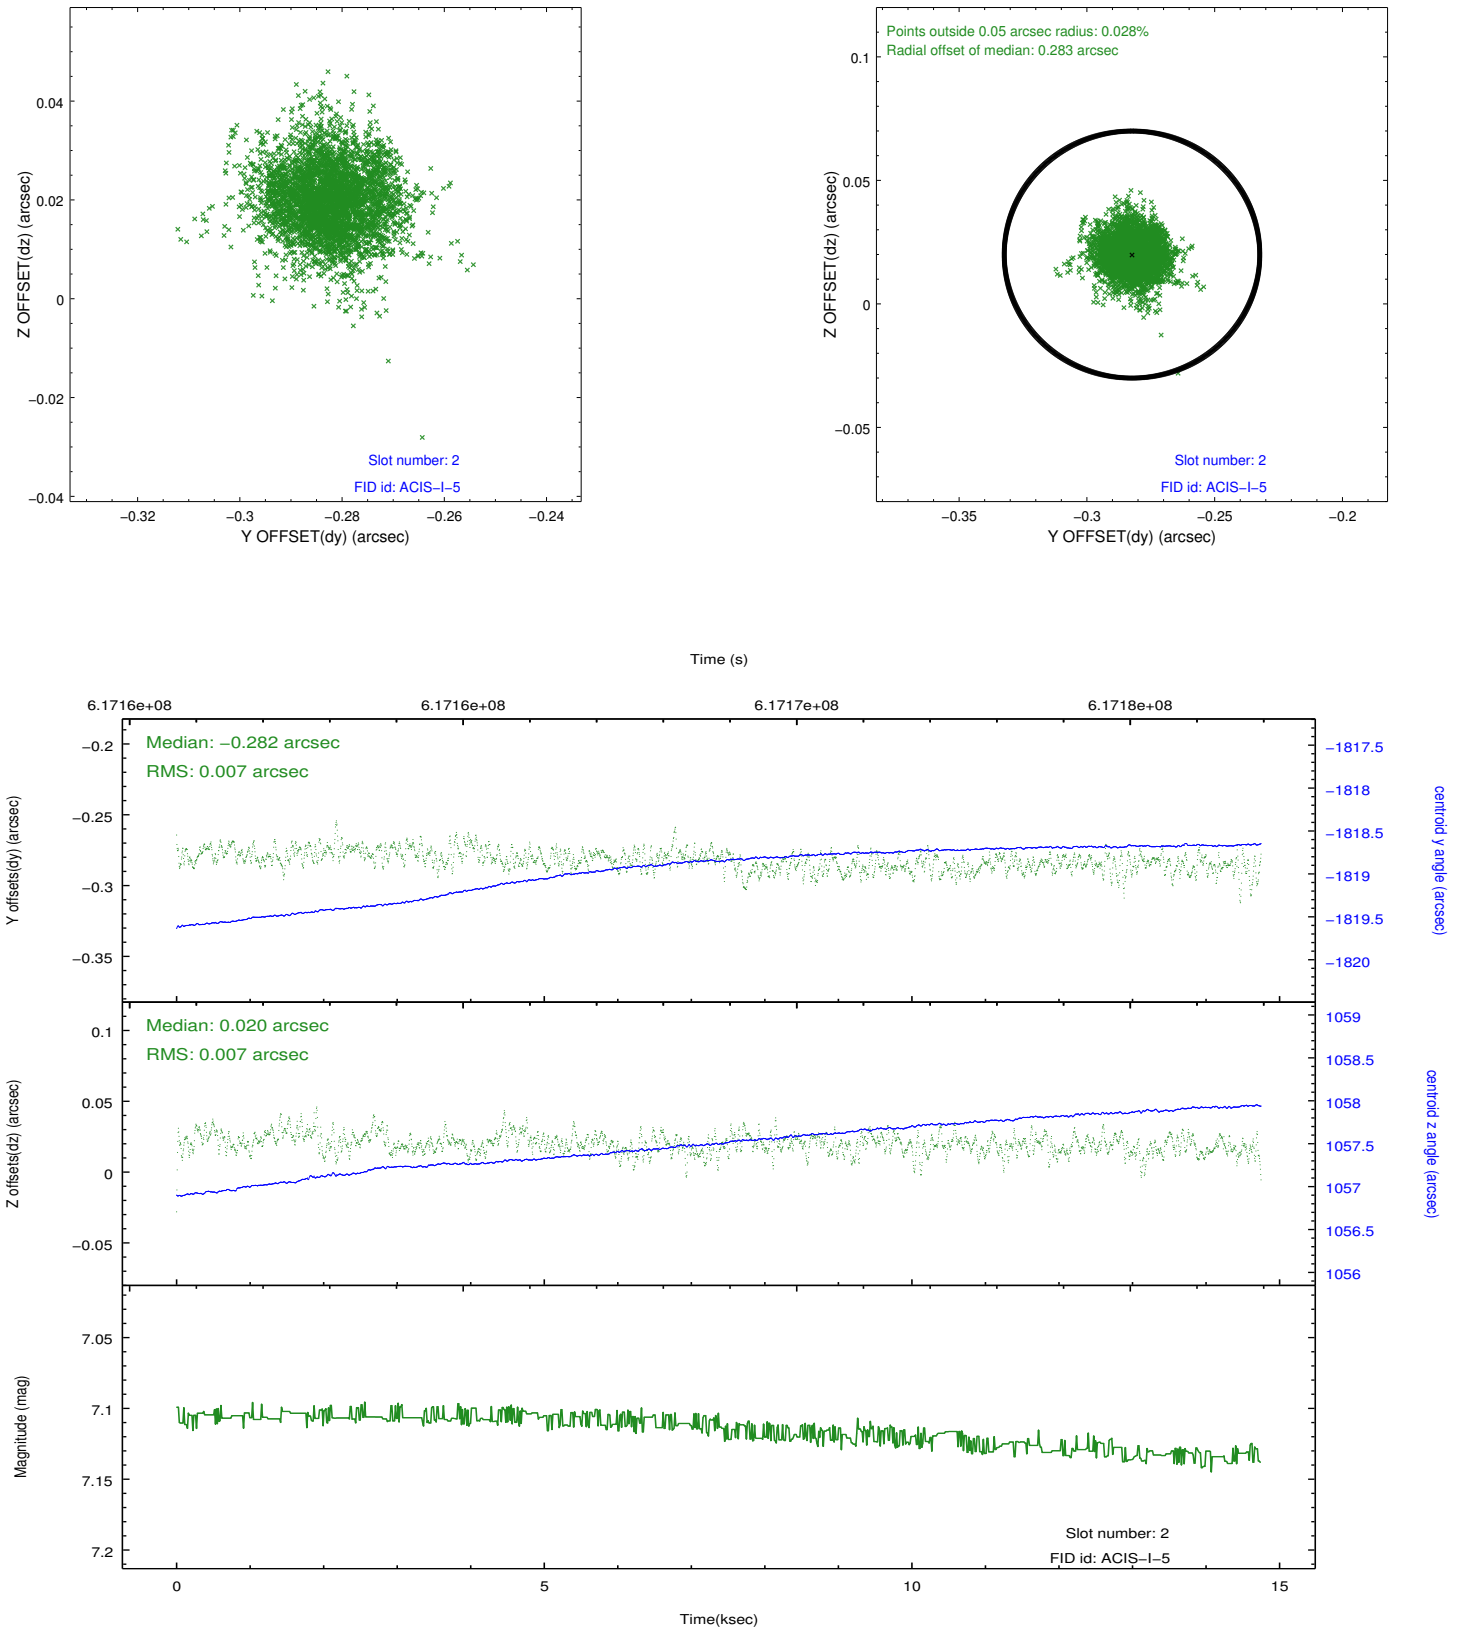 0.04
0.02
0
−0.02
−0.04
Z OFFSET(dz) (arcsec)
Slot number: 2
FID id: ACIS−I−5
−0.32
−0.3
−0.28
−0.26
−0.24
Y OFFSET(dy) (arcsec)
Points outside 0.05 arcsec radius: 0.028%
Radial offset of median: 0.283 arcsec
0.1
0.05
0
−0.05
Z OFFSET(dz) (arcsec)
Slot number: 2
FID id: ACIS−I−5
−0.35
−0.3
−0.25
−0.2
Y OFFSET(dy) (arcsec)
Time (s)
6.1716e+08
6.1716e+08
6.1717e+08
6.1718e+08
Median: −0.282 arcsec
RMS: 0.007 arcsec
−0.2
−0.25
−0.3
−0.35
Y offsets(dy) (arcsec)
−1817.5
−1818
−1818.5
−1819
−1819.5
−1820
centroid y angle (arcsec)
Median: 0.020 arcsec
RMS: 0.007 arcsec
0.1
0.05
0
−0.05
Z offsets(dz) (arcsec)
1059
1058.5
1058
1057.5
1057
1056.5
1056
centroid z angle (arcsec)
7.05
7.1
7.15
7.2
Magnitude (mag)
Slot number: 2
FID id: ACIS−I−5
0
5
10
15
Time(ksec)